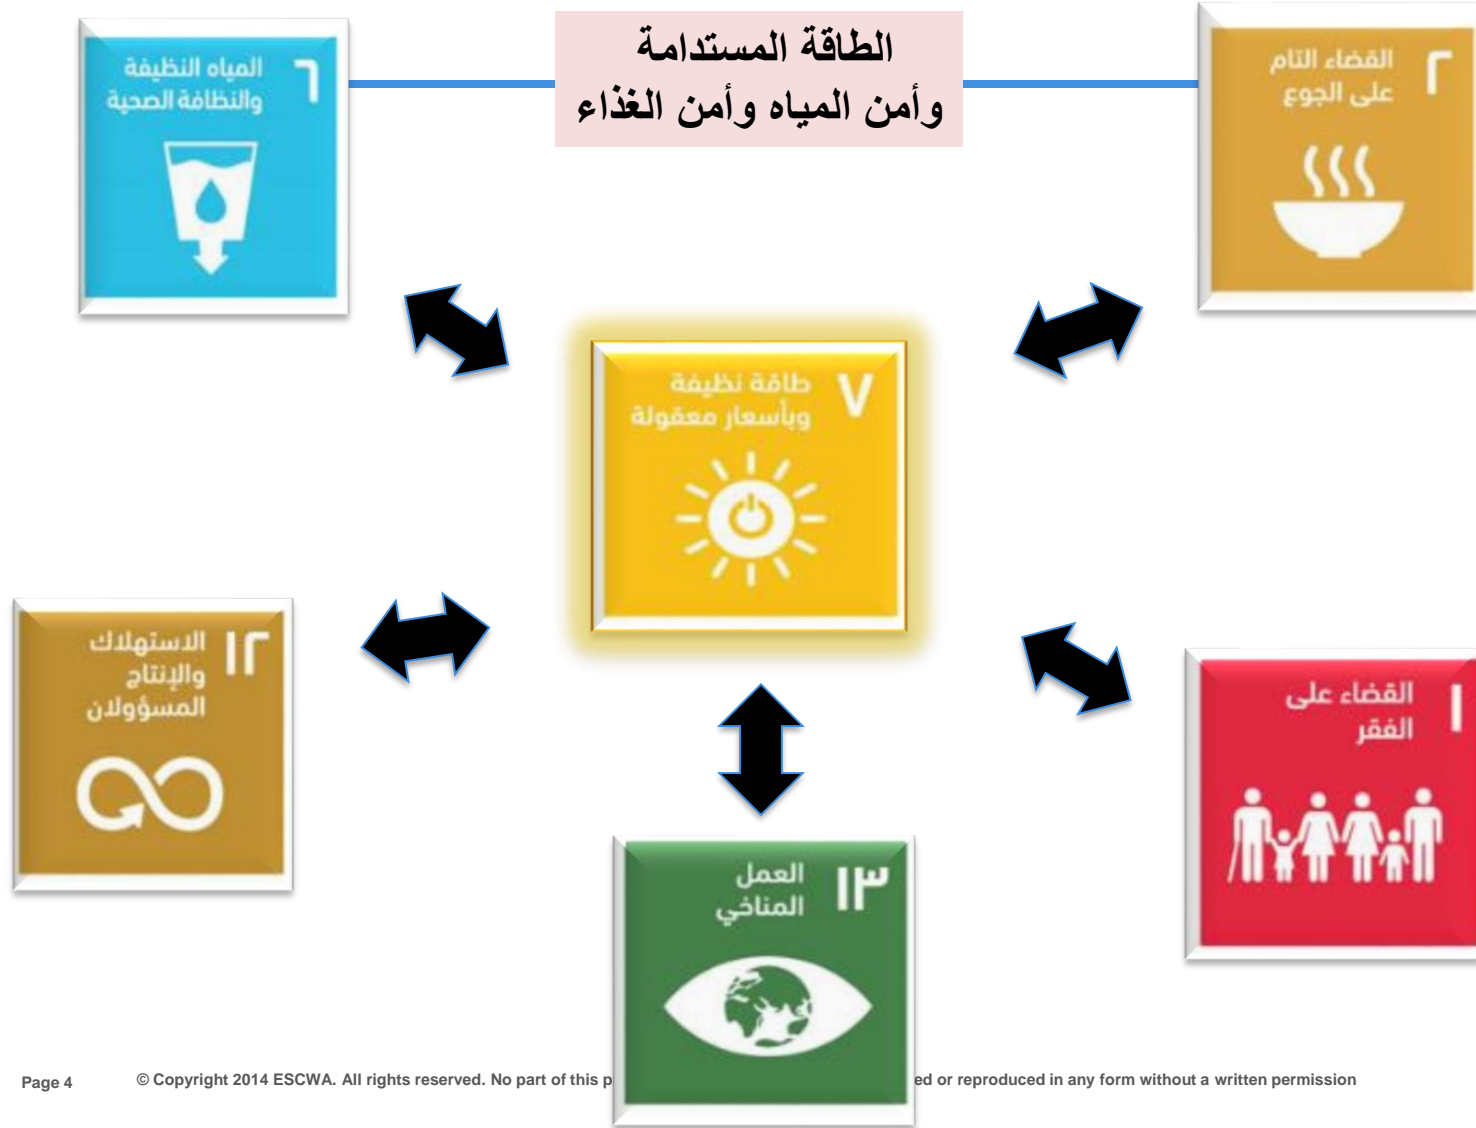 الطاقة المستدامة
وأمن المياه وأمن الغذاء
٢
القضاء التام
على الجوع
٦
المياه النظيفة
والنظافة الصحية
٧
طاقة نظيفة
وبأسعار معقولة
١
القضاء على
الفقر
١٢
الاستهلاك
والإنتاج
المسؤولان
١٣
العمل
المناخي
Page 4
© Copyright 2014 ESCWA. All rights reserved. No part of this p
ed or reproduced in any form without a written permission